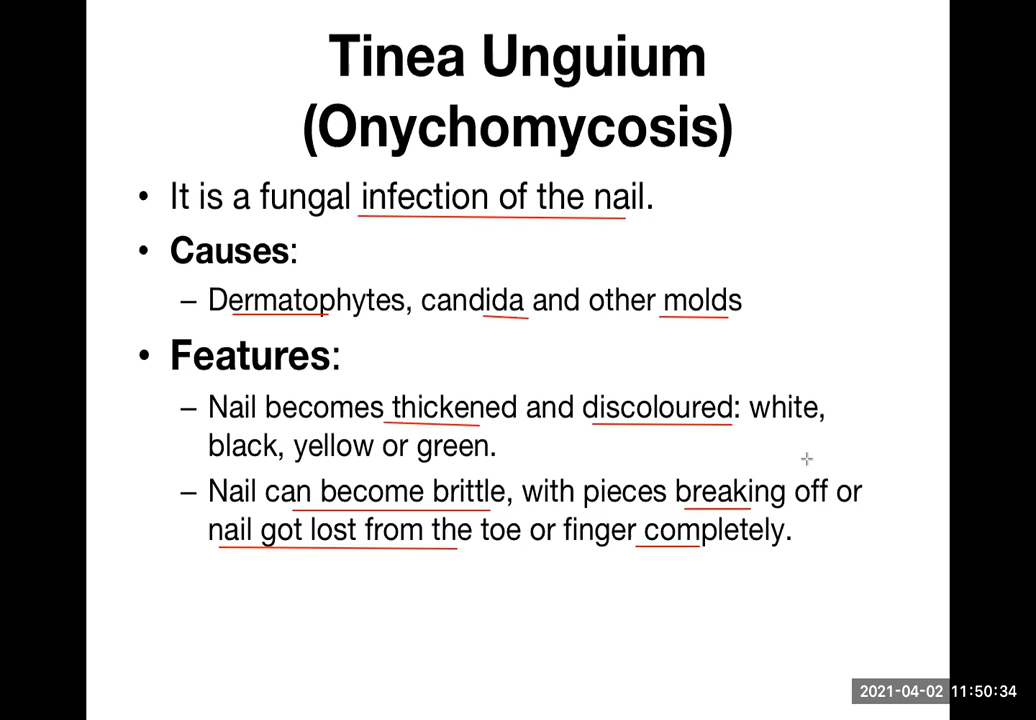 Tinea Unguium
(Onychomycosis)
• It is a fungal infection of the nail.
• Causes:
– Dermatophytes, candida and other molds
• Features:
– Nail becomes thickened and discoloured: white,
black, yellow or green.
– Nail can become brittle, with pieces breaking off or
nail got lost from the toe or finger completely.
2021-04-02 11:50:34